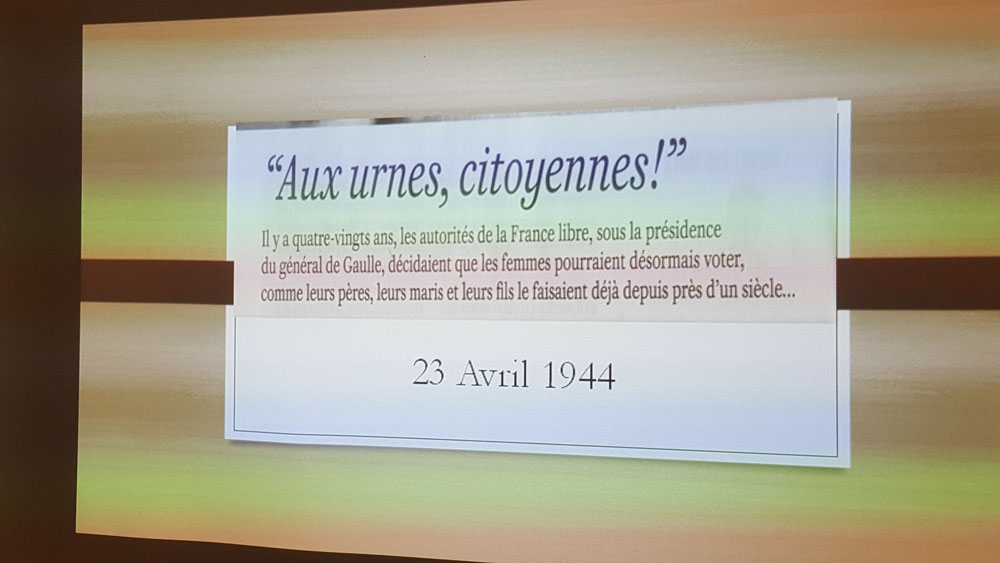 “Aux urnes, citoyennes!”
Il y a quatre-vingts ans, les autorités de la France libre, sous la présidence
du général de Gaulle, décidaient que les femmes pourraient désormais voter,
comme leurs pères, leurs maris et leurs fils le faisaient déjà depuis près d’un siècle...
23 Avril 1944